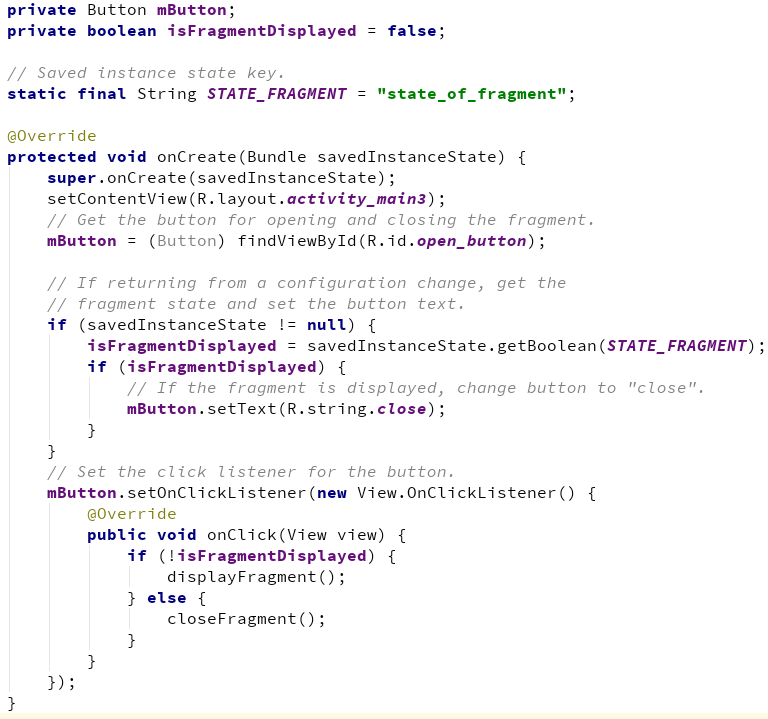 private Button mButton;
private boolean isFragmentDisplayed = false;

// Saved instance state key.
static final String STATE_FRAGMENT = "state_of_fragment";

@Override
protected void onCreate(Bundle savedInstanceState) {
    super.onCreate(savedInstanceState);
    setContentView(R.layout.activity_main3);
    // Get the button for opening and closing the fragment.
    mButton = (Button) findViewById(R.id.open_button);

    // If returning from a configuration change, get the
    // fragment state and set the button text.
    if (savedInstanceState != null) {
        isFragmentDisplayed = savedInstanceState.getBoolean(STATE_FRAGMENT);
        if (isFragmentDisplayed) {
            // If the fragment is displayed, change button to "close".
            mButton.setText(R.string.close);
        }
    }
    // Set the click listener for the button.
    mButton.setOnClickListener(new View.OnClickListener() {
        @Override
        public void onClick(View view) {
            if (!isFragmentDisplayed) {
                displayFragment();
            } else {
                closeFragment();
            }
        }
    });
}